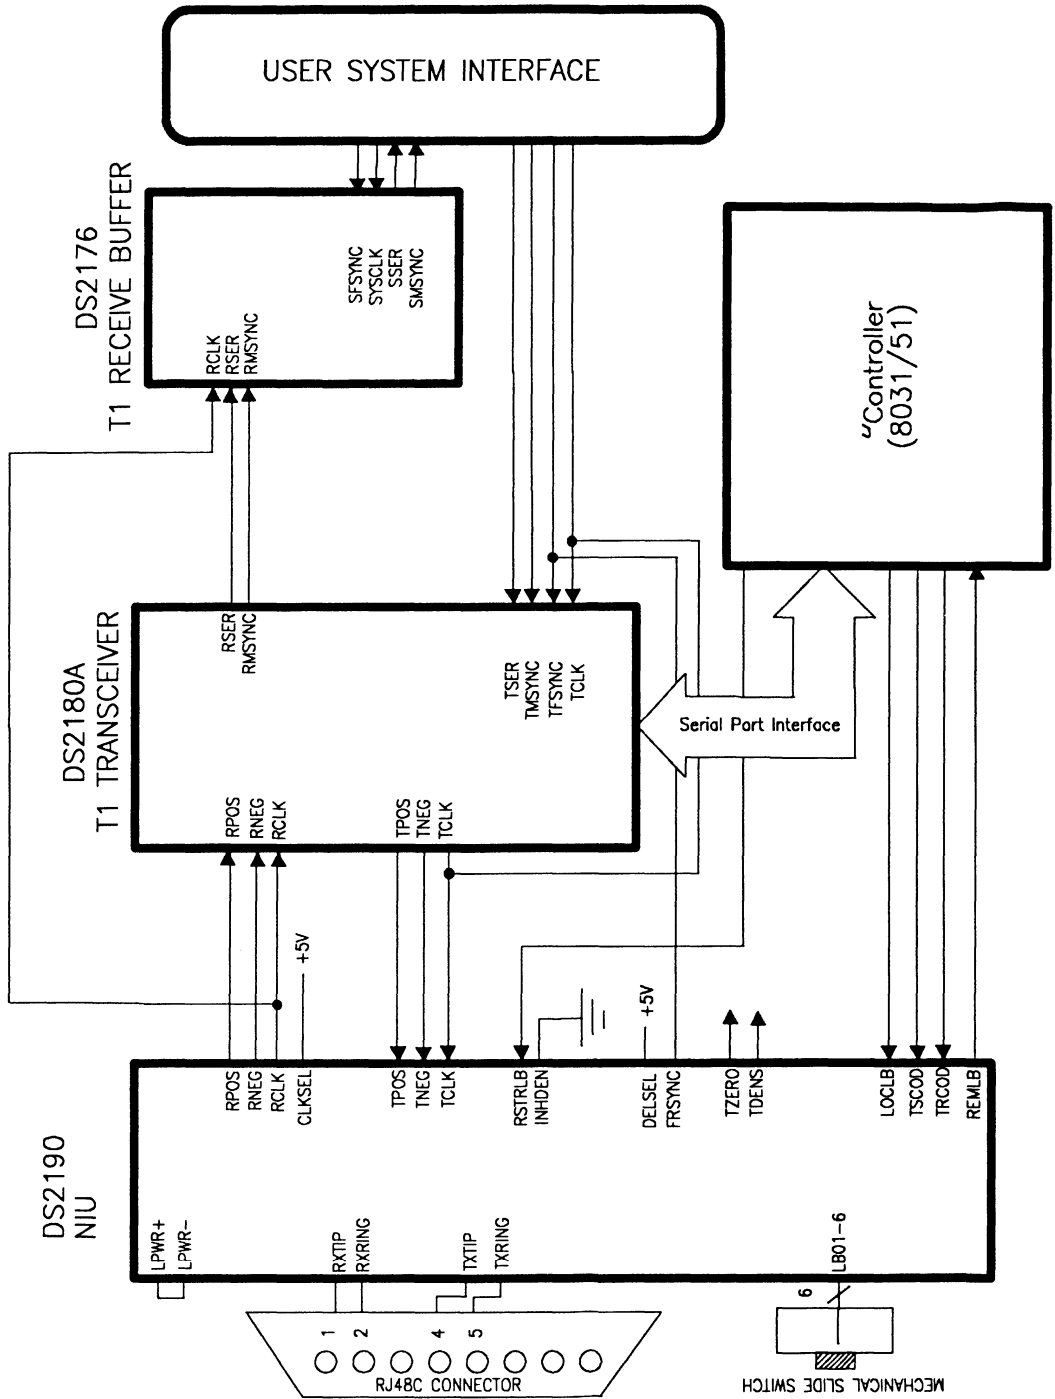 USER SYSTEM INTERFACE
DS2176
T1 RECEIVE BUFFER
SFSYNC
SYSCLK
SSER
SMSYNC
RCLK
RSER
RMSYNC
µController
(8031/51)
DS2180A
T1 TRANSCEIVER
RSER
RMSYNC
TSER
TMSYNC
TFSYNC
TCLK
RPOS
RNEG
RCLK
TPOS
TNEG
TCLK
Serial Port Interface
+5V
+5V
DS2190
NIU
RPOS
RNEG
RCLK
CLKSEL
TPOS
TNEG
TCLK
RSTRLB
INHDEN
DELSEL
FRSYNC
TZERO
TDENS
LOCLB
TSCOD
TRCOD
REMLB
LPWR+
LPWR-
RXTIP
RXRING
TXTIP
TXRING
LBO1-6
6
1
2
4
5
RJ48C CONNECTOR
MECHANICAL SLIDE SWITCH